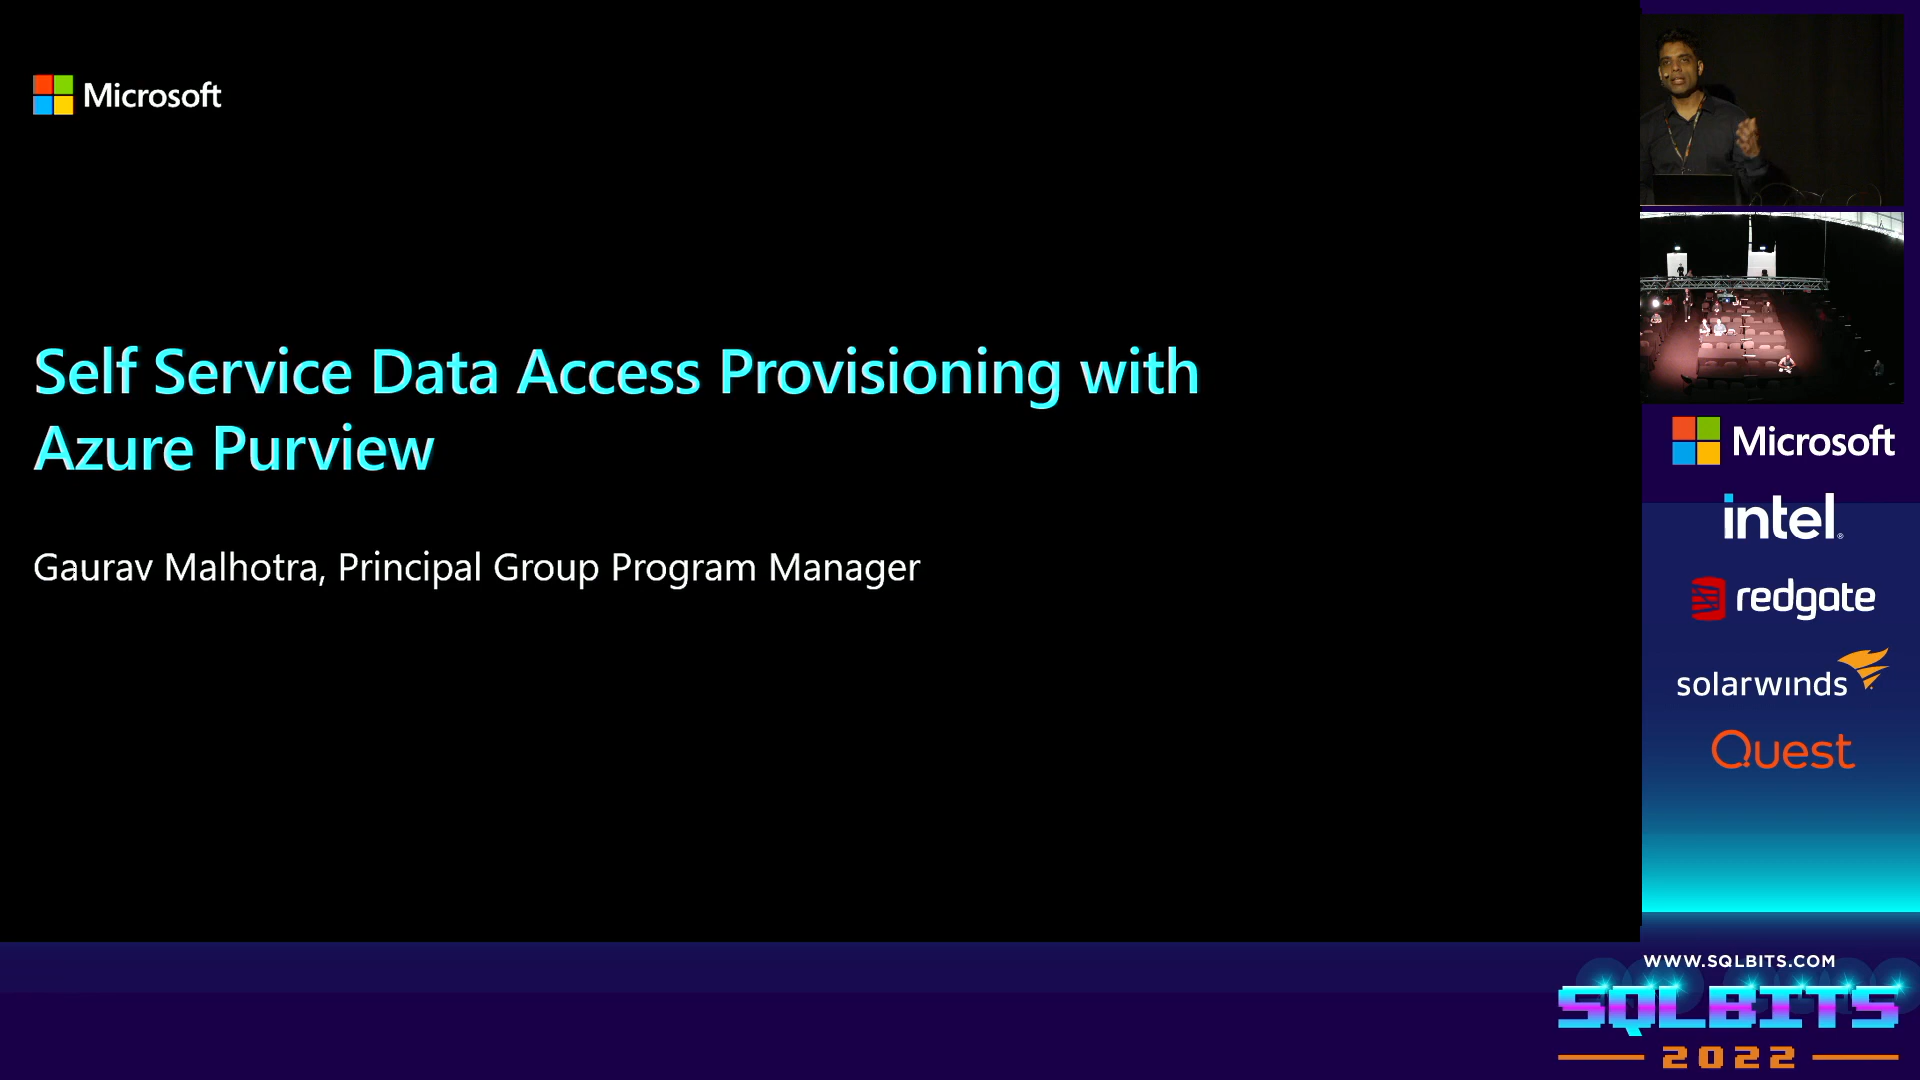 Microsoft
Self Service Data Access Provisioning with
Azure Purview
Gaurav Malhotra, Principal Group Program Manager
Microsoft
intel
redgate
solarwinds
Quest
WWW.SQLBITS.COM
SQLBITS
2022